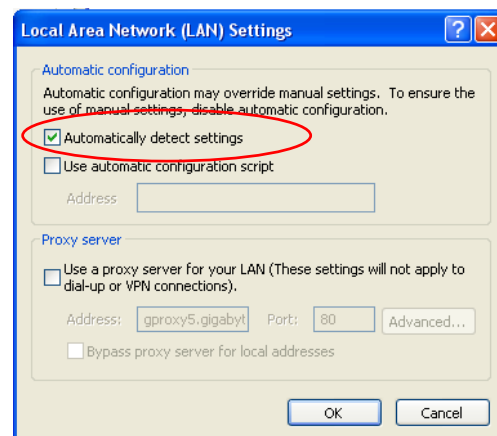 Local Area Network (LAN) Settings
Automatic configuration
Automatic configuration may override manual settings. To ensure the
use of manual settings, disable automatic configuration.
Automatically detect settings
Use automatic configuration script
Address
Proxy server
Use a proxy server for your LAN (These settings will not apply to
dial-up or VPN connections).
Address: gproxy5.gigabyt Port: 80 Advanced...
Bypass proxy server for local addresses
OK Cancel